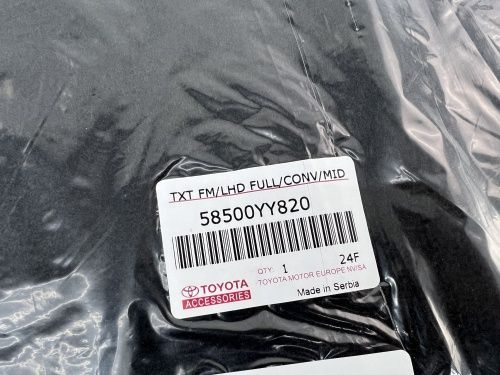 TXT FM/LHD FULL/CONV/MID
58500YY820
QTY: 1 24F
TOYOTA MOTOR EUROPE NV/SA
TOYOTA
ACCESSORIES
Made in Serbia